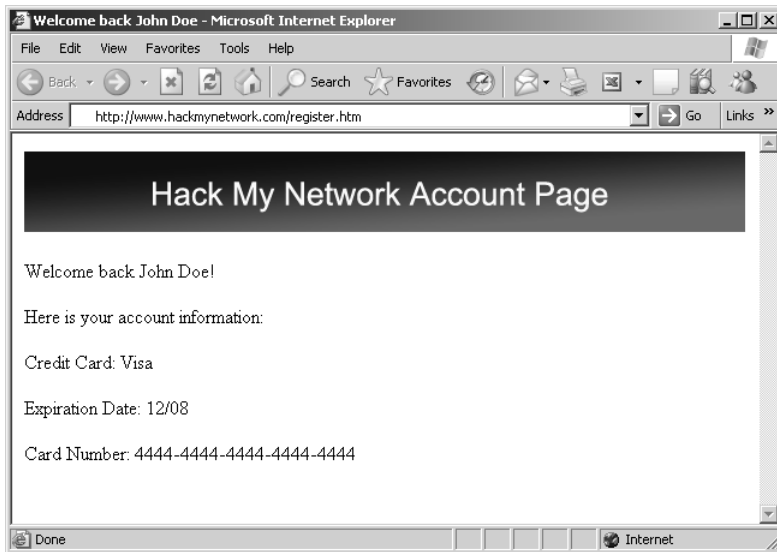 Welcome back John Doe - Microsoft Internet Explorer
File Edit View Favorites Tools Help
Back Search Favorites
Address http://www.hackmynetwork.com/register.htm Go Links »
Hack My Network Account Page
Welcome back John Doe!
Here is your account information:
Credit Card: Visa
Expiration Date: 12/08
Card Number: 4444-4444-4444-4444-4444
Done Internet